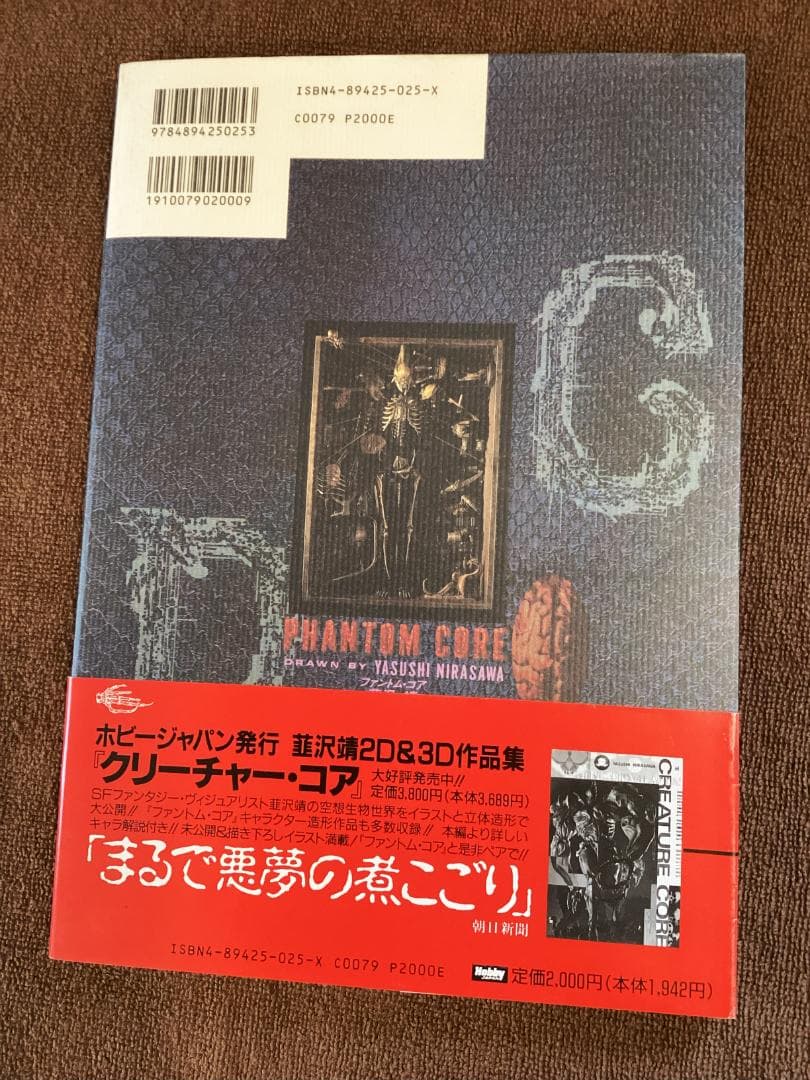 ISBN4-89425-025-X
C0079 P2000E
9784894250253
1910079020009
G
D
PHANTOM CORE
DRAWN BY YASUSHI NIRASAWA
ファントム・コア
ホビージャパン発行 韮沢靖2D&3D作品集
『クリーチャー・コア』大好評発売中!!
定価3,800円(本体3,689円)
SFファンタジー・ヴィジュアリスト韮沢靖の空想生物世界をイラストと立体造形で
大公開!!『ファントム・コア』キャラクター造形作品も多数収録!! 本編より詳しい
キャラ解説付き!! 未公開&描き下ろしイラスト満載!「ファントム・コア」と是非ペアで!!
「まるで悪夢の煮こごり」
朝日新聞
YASUSHI NIRASAWA
CREATURE CORE
ISBN4-89425-025-X C0079 P2000E
Hobby JAPAN 定価2,000円(本体1,942円)